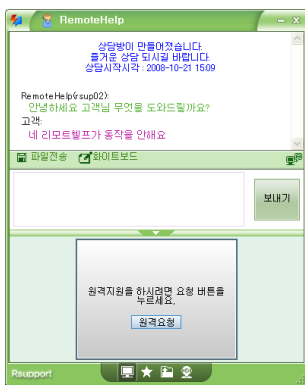 RemoteHelp
상담방이 만들어졌습니다.
즐거운 상담 되시길 바랍니다.
상담시작시각 : 2008-10-21 15:09
RemoteHelp(rsup02):
안녕하세요 고객님 무엇을 도와드릴까요?
고객:
네 리모트헬프가 동작을 안해요
파일전송 화이트보드
보내기
원격지원을 하시려면 요청 버튼을
누르세요.
원격요청
Rsupport